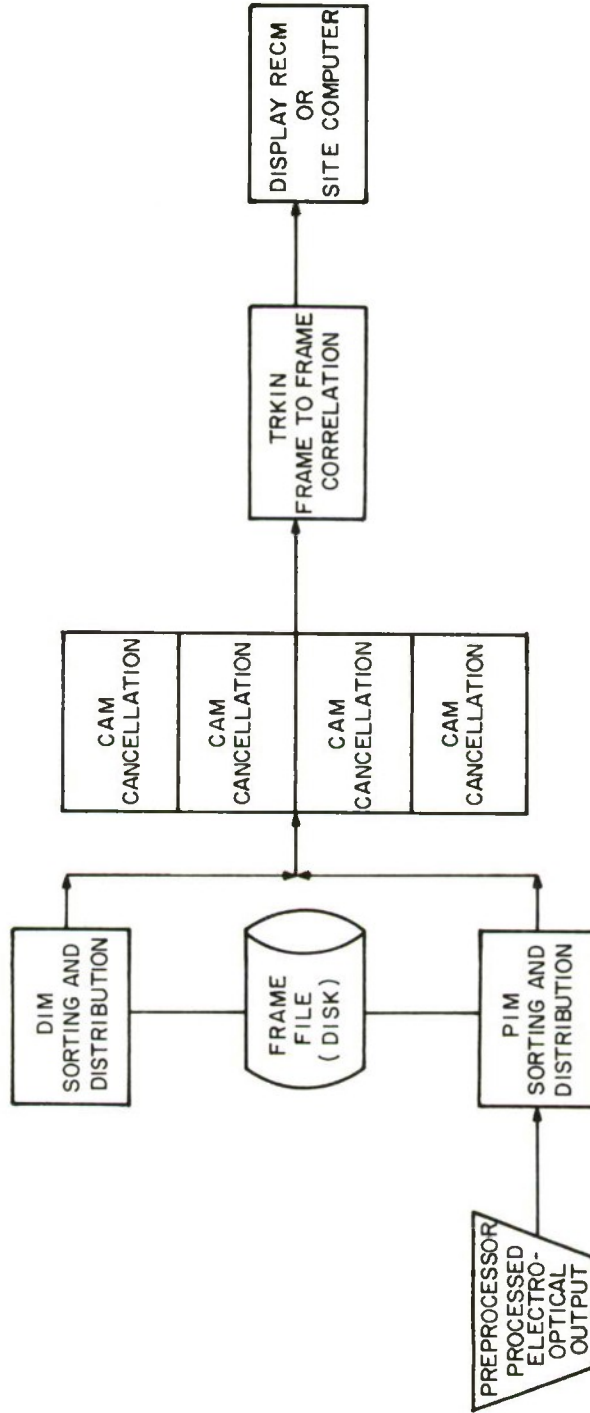 PREPROCESSOR
PROCESSED
ELECTRO-
OPTICAL
OUTPUT
DIM
SORTING AND
DISTRIBUTION
FRAME
FILE
( DISK )
PIM
SORTING AND
DISTRIBUTION
CAM
CANCELLATION
CAM
CANCELLATION
CAM
CANCELLATION
CAM
CANCELLATION
TRKIN
FRAME TO FRAME
CORRELATION
DISPLAY RECM
OR
SITE COMPUTER